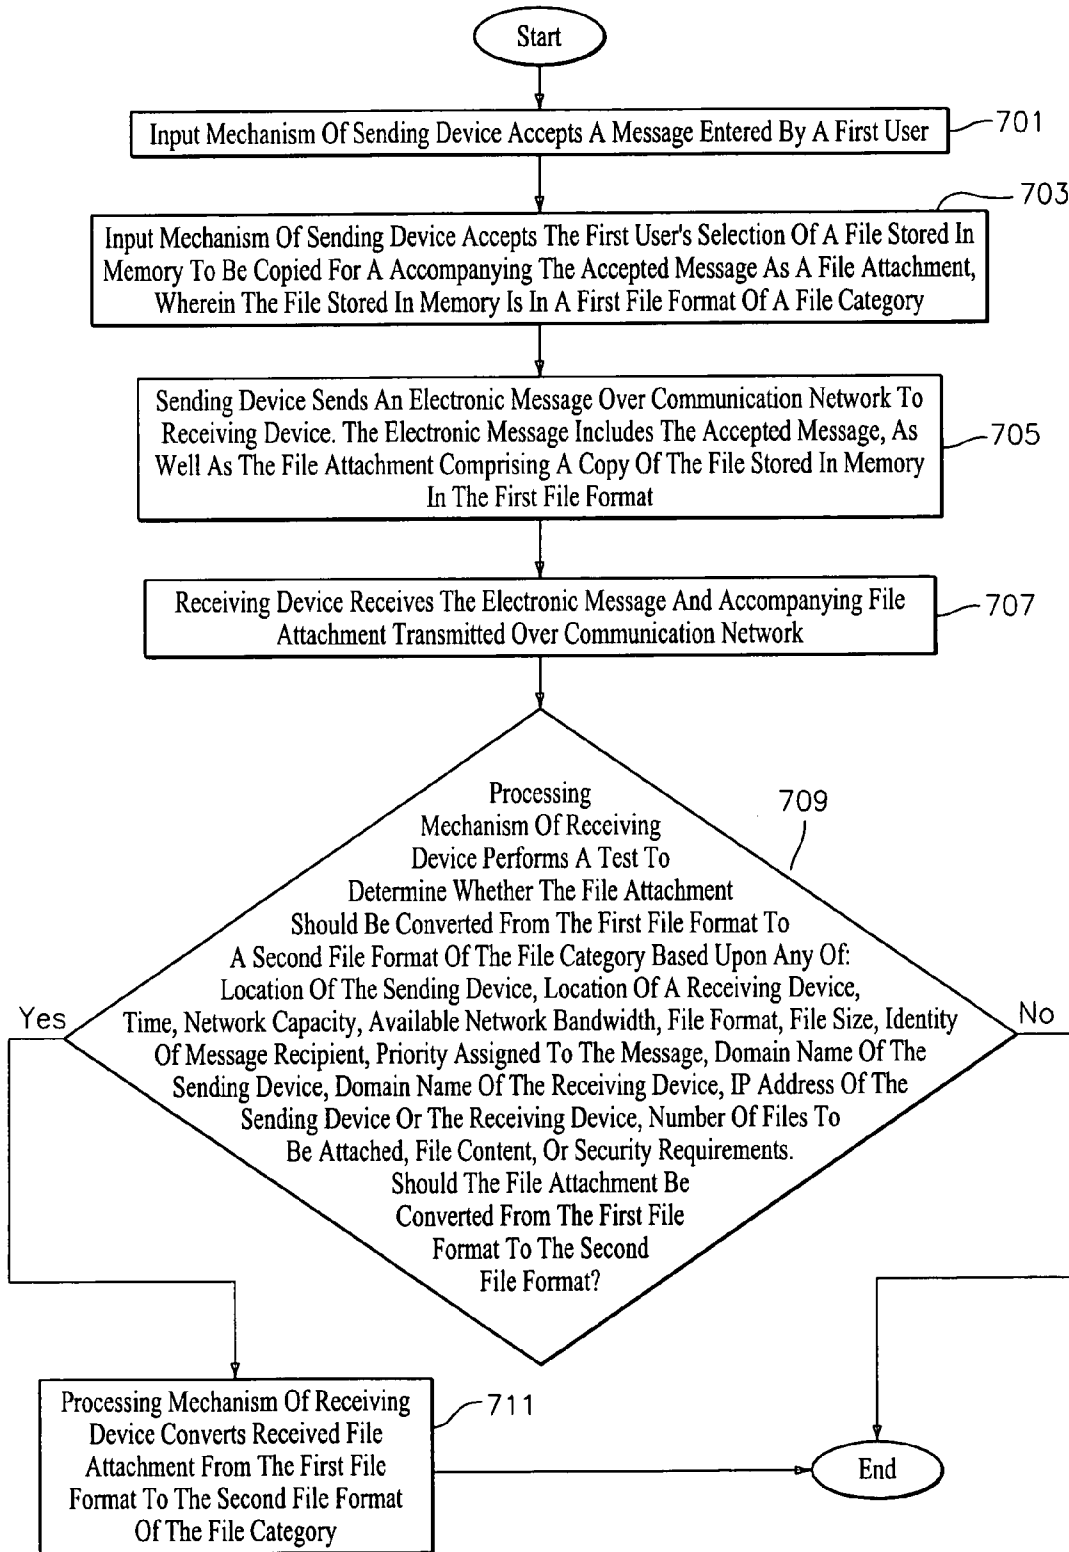 Start
Input Mechanism Of Sending Device Accepts A Message Entered By A First User
701
703
Input Mechanism Of Sending Device Accepts The First User's Selection Of A File Stored In
Memory To Be Copied For A Accompanying The Accepted Message As A File Attachment,
Wherein The File Stored In Memory Is In A First File Format Of A File Category
Sending Device Sends An Electronic Message Over Communication Network To
Receiving Device. The Electronic Message Includes The Accepted Message, As
Well As The File Attachment Comprising A Copy Of The File Stored In Memory
In The First File Format
705
Receiving Device Receives The Electronic Message And Accompanying File
Attachment Transmitted Over Communication Network
707
709
Processing
Mechanism Of Receiving
Device Performs A Test To
Determine Whether The File Attachment
Should Be Converted From The First File Format To
A Second File Format Of The File Category Based Upon Any Of:
Location Of The Sending Device, Location Of A Receiving Device,
Time, Network Capacity, Available Network Bandwidth, File Format, File Size, Identity
Of Message Recipient, Priority Assigned To The Message, Domain Name Of The
Sending Device, Domain Name Of The Receiving Device, IP Address Of The
Sending Device Or The Receiving Device, Number Of Files To
Be Attached, File Content, Or Security Requirements.
Should The File Attachment Be
Converted From The First File
Format To The Second
File Format?
Yes
No
Processing Mechanism Of Receiving
Device Converts Received File
Attachment From The First File
Format To The Second File Format
Of The File Category
711
End